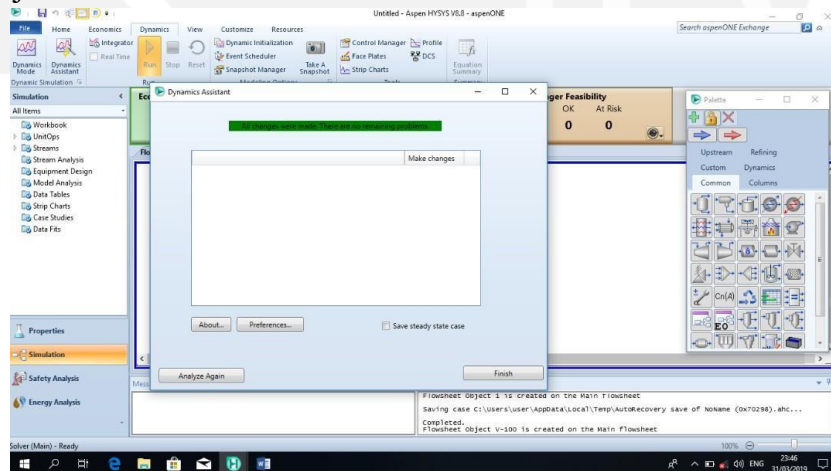 Untitled - Aspen HYSYS V8.8 - aspenONE
File Home Economics Dynamics View Customize Resources
Search aspenONE Exchange
Dynamics Mode
Dynamics Assistant
Integrator
Real Time
Run Stop Reset
Dynamic Initialization
Event Scheduler
Snapshot Manager
Take A Snapshot
Control Manager
Face Plates
Strip Charts
Profile
DCS
Equation Summary
Dynamic Simulation
Run
Simulation
All Items
Workbook
UnitOps
Streams
Stream Analysis
Equipment Design
Model Analysis
Data Tables
Strip Charts
Case Studies
Data Fits
Properties
Simulation
Safety Analysis
Energy Analysis
Dynamics Assistant
All changes were made. There are no remaining problems.
Make changes
About...
Preferences...
Save steady state case
Analyze Again
Finish
ger Feasibility
OK At Risk
0 0
Palette
Upstream Refining
Custom Dynamics
Common Columns
Cn(A)
EO
Flowsheet Object 1 is created on the Main flowsheet
Saving case C:\Users\user\AppData\Local\Temp\AutoRecovery save of NoName (0x70298).ahc...
Completed.
Flowsheet Object V-100 is created on the Main flowsheet
Solver (Main) - Ready
100%
ENG
23:46
31/03/2019